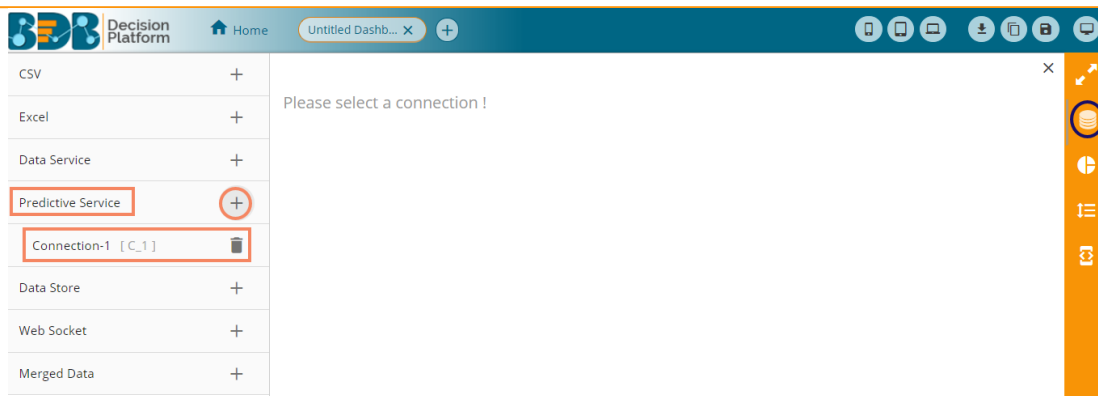 BDB Decision Platform
Home
Untitled Dashb...
CSV
Excel
Data Service
Predictive Service
Connection-1 [ C_1 ]
Data Store
Web Socket
Merged Data
Please select a connection !